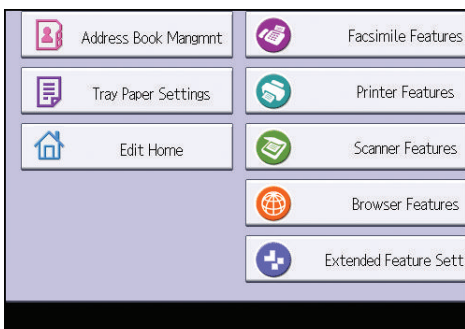 Address Book Mangmnt
Tray Paper Settings
Edit Home
Facsimile Features
Printer Features
Scanner Features
Browser Features
Extended Feature Sett